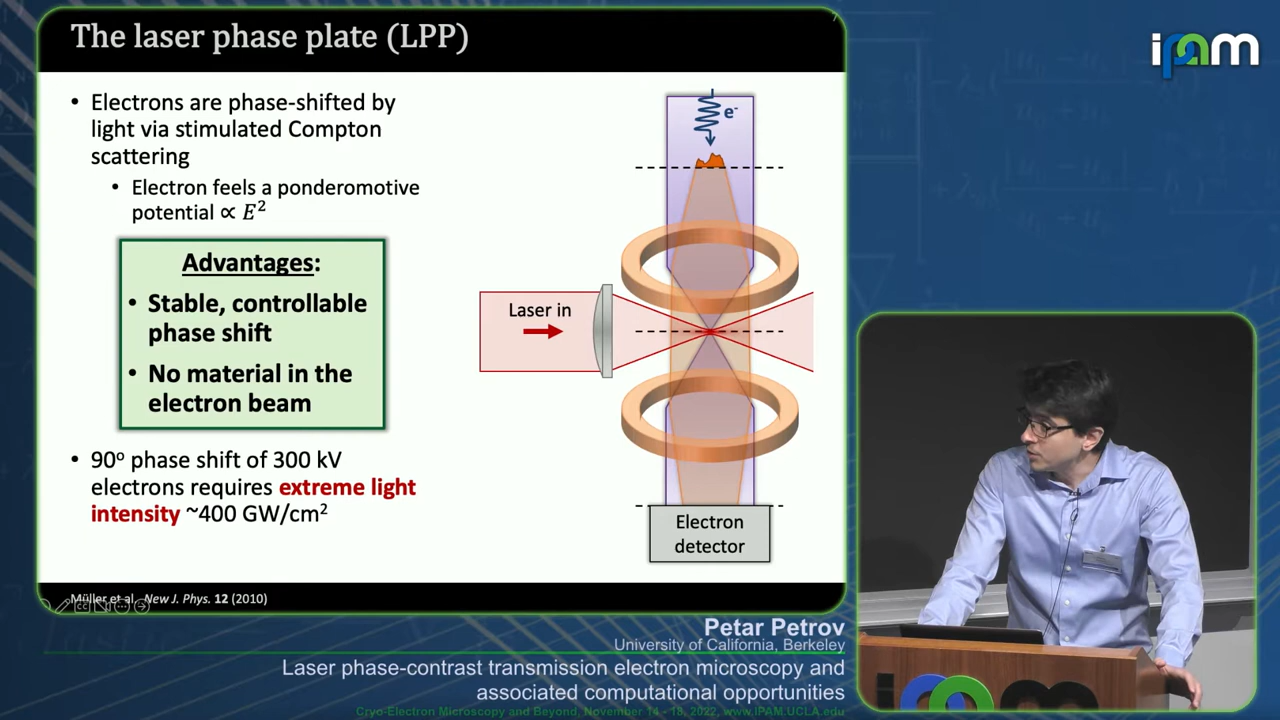 The laser phase plate (LPP)
ipam
• Electrons are phase-shifted by
light via stimulated Compton
scattering
• Electron feels a ponderomotive
potential ∝ E²
Advantages:
• Stable, controllable
phase shift
• No material in the
electron beam
• 90° phase shift of 300 kV
electrons requires extreme light
intensity ~400 GW/cm²
e⁻
Laser in
Electron
detector
Müller et al. New J. Phys. 12 (2010)
Petar Petrov
University of California, Berkeley
Laser phase-contrast transmission electron microscopy and
associated computational opportunities
Cryo-Electron Microscopy and Beyond, November 14 - 18, 2022, www.IPAM.UCLA.edu